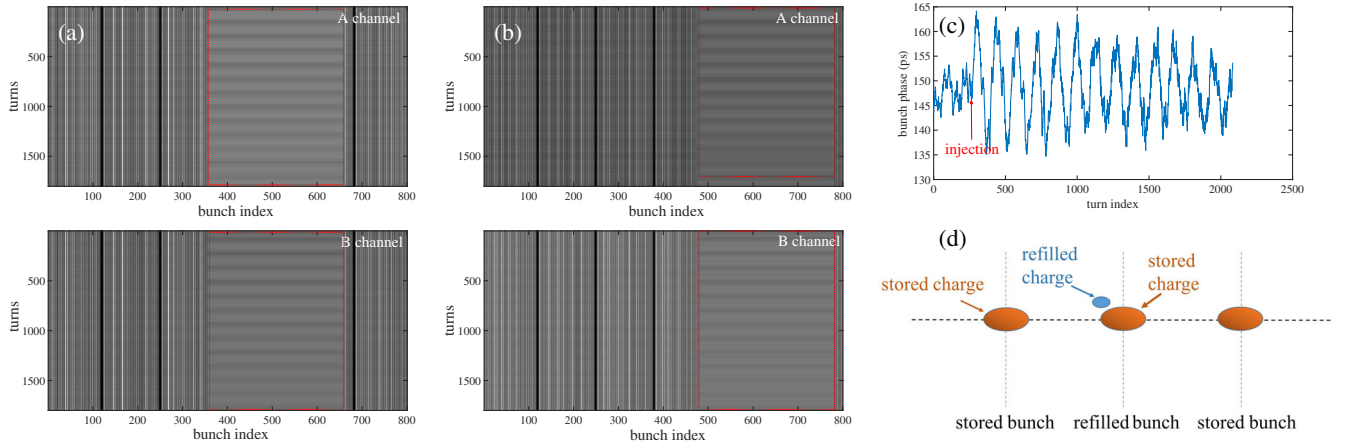 (a)
A channel
500
1000
1500
turns
100 200 300 400 500 600 700 800
bunch index
B channel
500
1000
1500
turns
100 200 300 400 500 600 700 800
bunch index
(b)
A channel
500
1000
1500
100 200 300 400 500 600 700 800
bunch index
B channel
500
1000
1500
100 200 300 400 500 600 700 800
bunch index
(c)
165
160
155
150
145
140
135
130
bunch phase (ps)
injection
0 500 1000 1500 2000 2500
turn index
(d)
refilled
charge
stored
charge
stored charge
stored bunch refilled bunch stored bunch